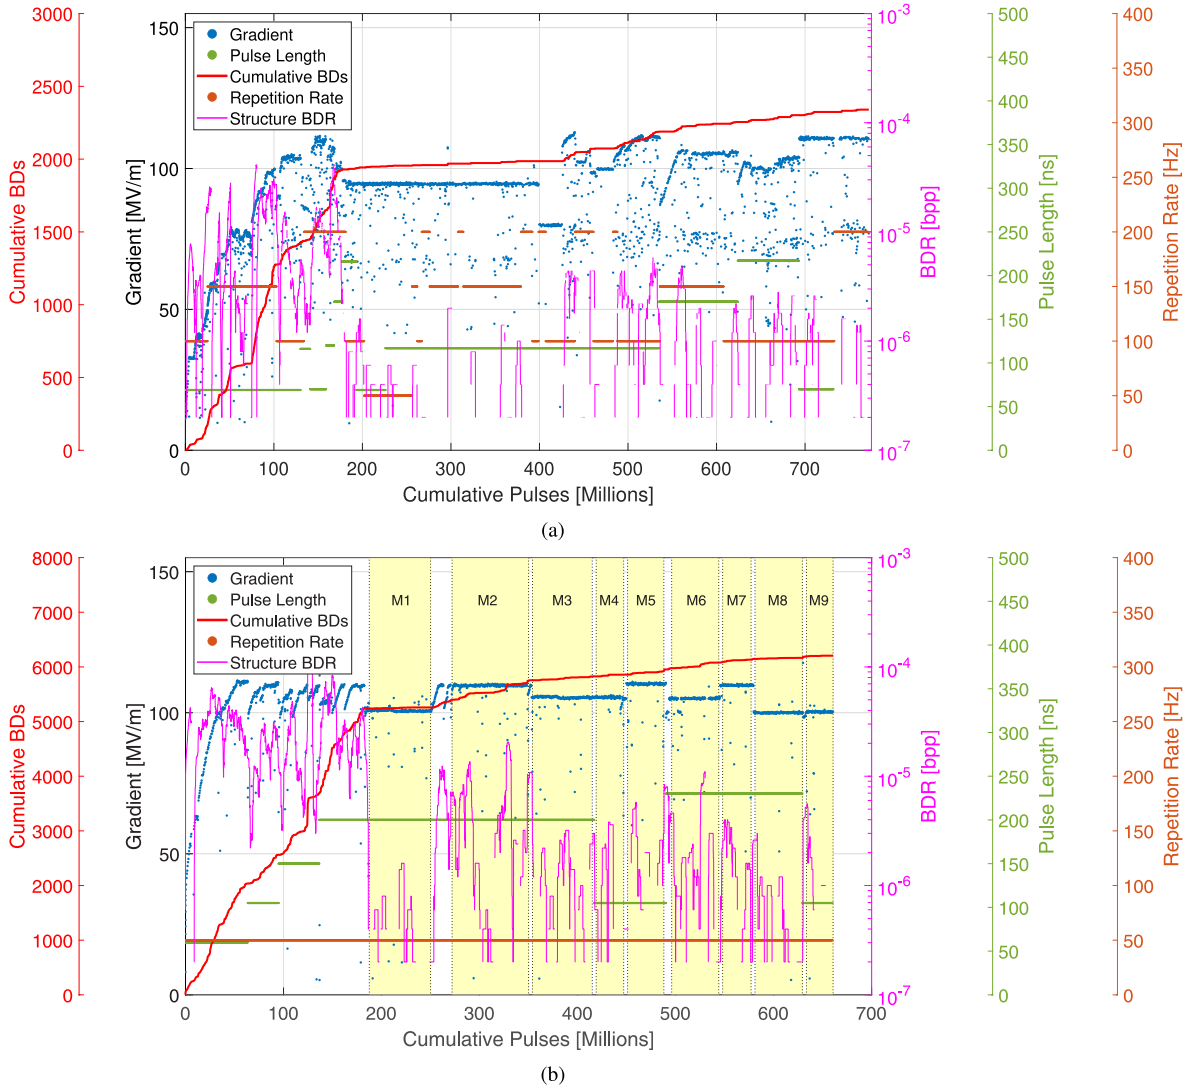 3000
2500
2000
1500
1000
500
0
Cumulative BDs
150
100
50
0
Gradient [MV/m]
Gradient
Pulse Length
Cumulative BDs
Repetition Rate
Structure BDR
10-3
10-4
10-5
10-6
10-7
BDR [bpp]
500
450
400
350
300
250
200
150
100
50
0
Pulse Length [ns]
400
350
300
250
200
150
100
50
0
Repetition Rate [Hz]
0 100 200 300 400 500 600 700
Cumulative Pulses [Millions]
(a)
8000
7000
6000
5000
4000
3000
2000
1000
0
Cumulative BDs
150
100
50
0
Gradient [MV/m]
Gradient
Pulse Length
Cumulative BDs
Repetition Rate
Structure BDR
M1 M2 M3 M4 M5 M6 M7 M8 M9
10-3
10-4
10-5
10-6
10-7
BDR [bpp]
500
450
400
350
300
250
200
150
100
50
0
Pulse Length [ns]
400
350
300
250
200
150
100
50
0
Repetition Rate [Hz]
0 100 200 300 400 500 600 700
Cumulative Pulses [Millions]
(b)